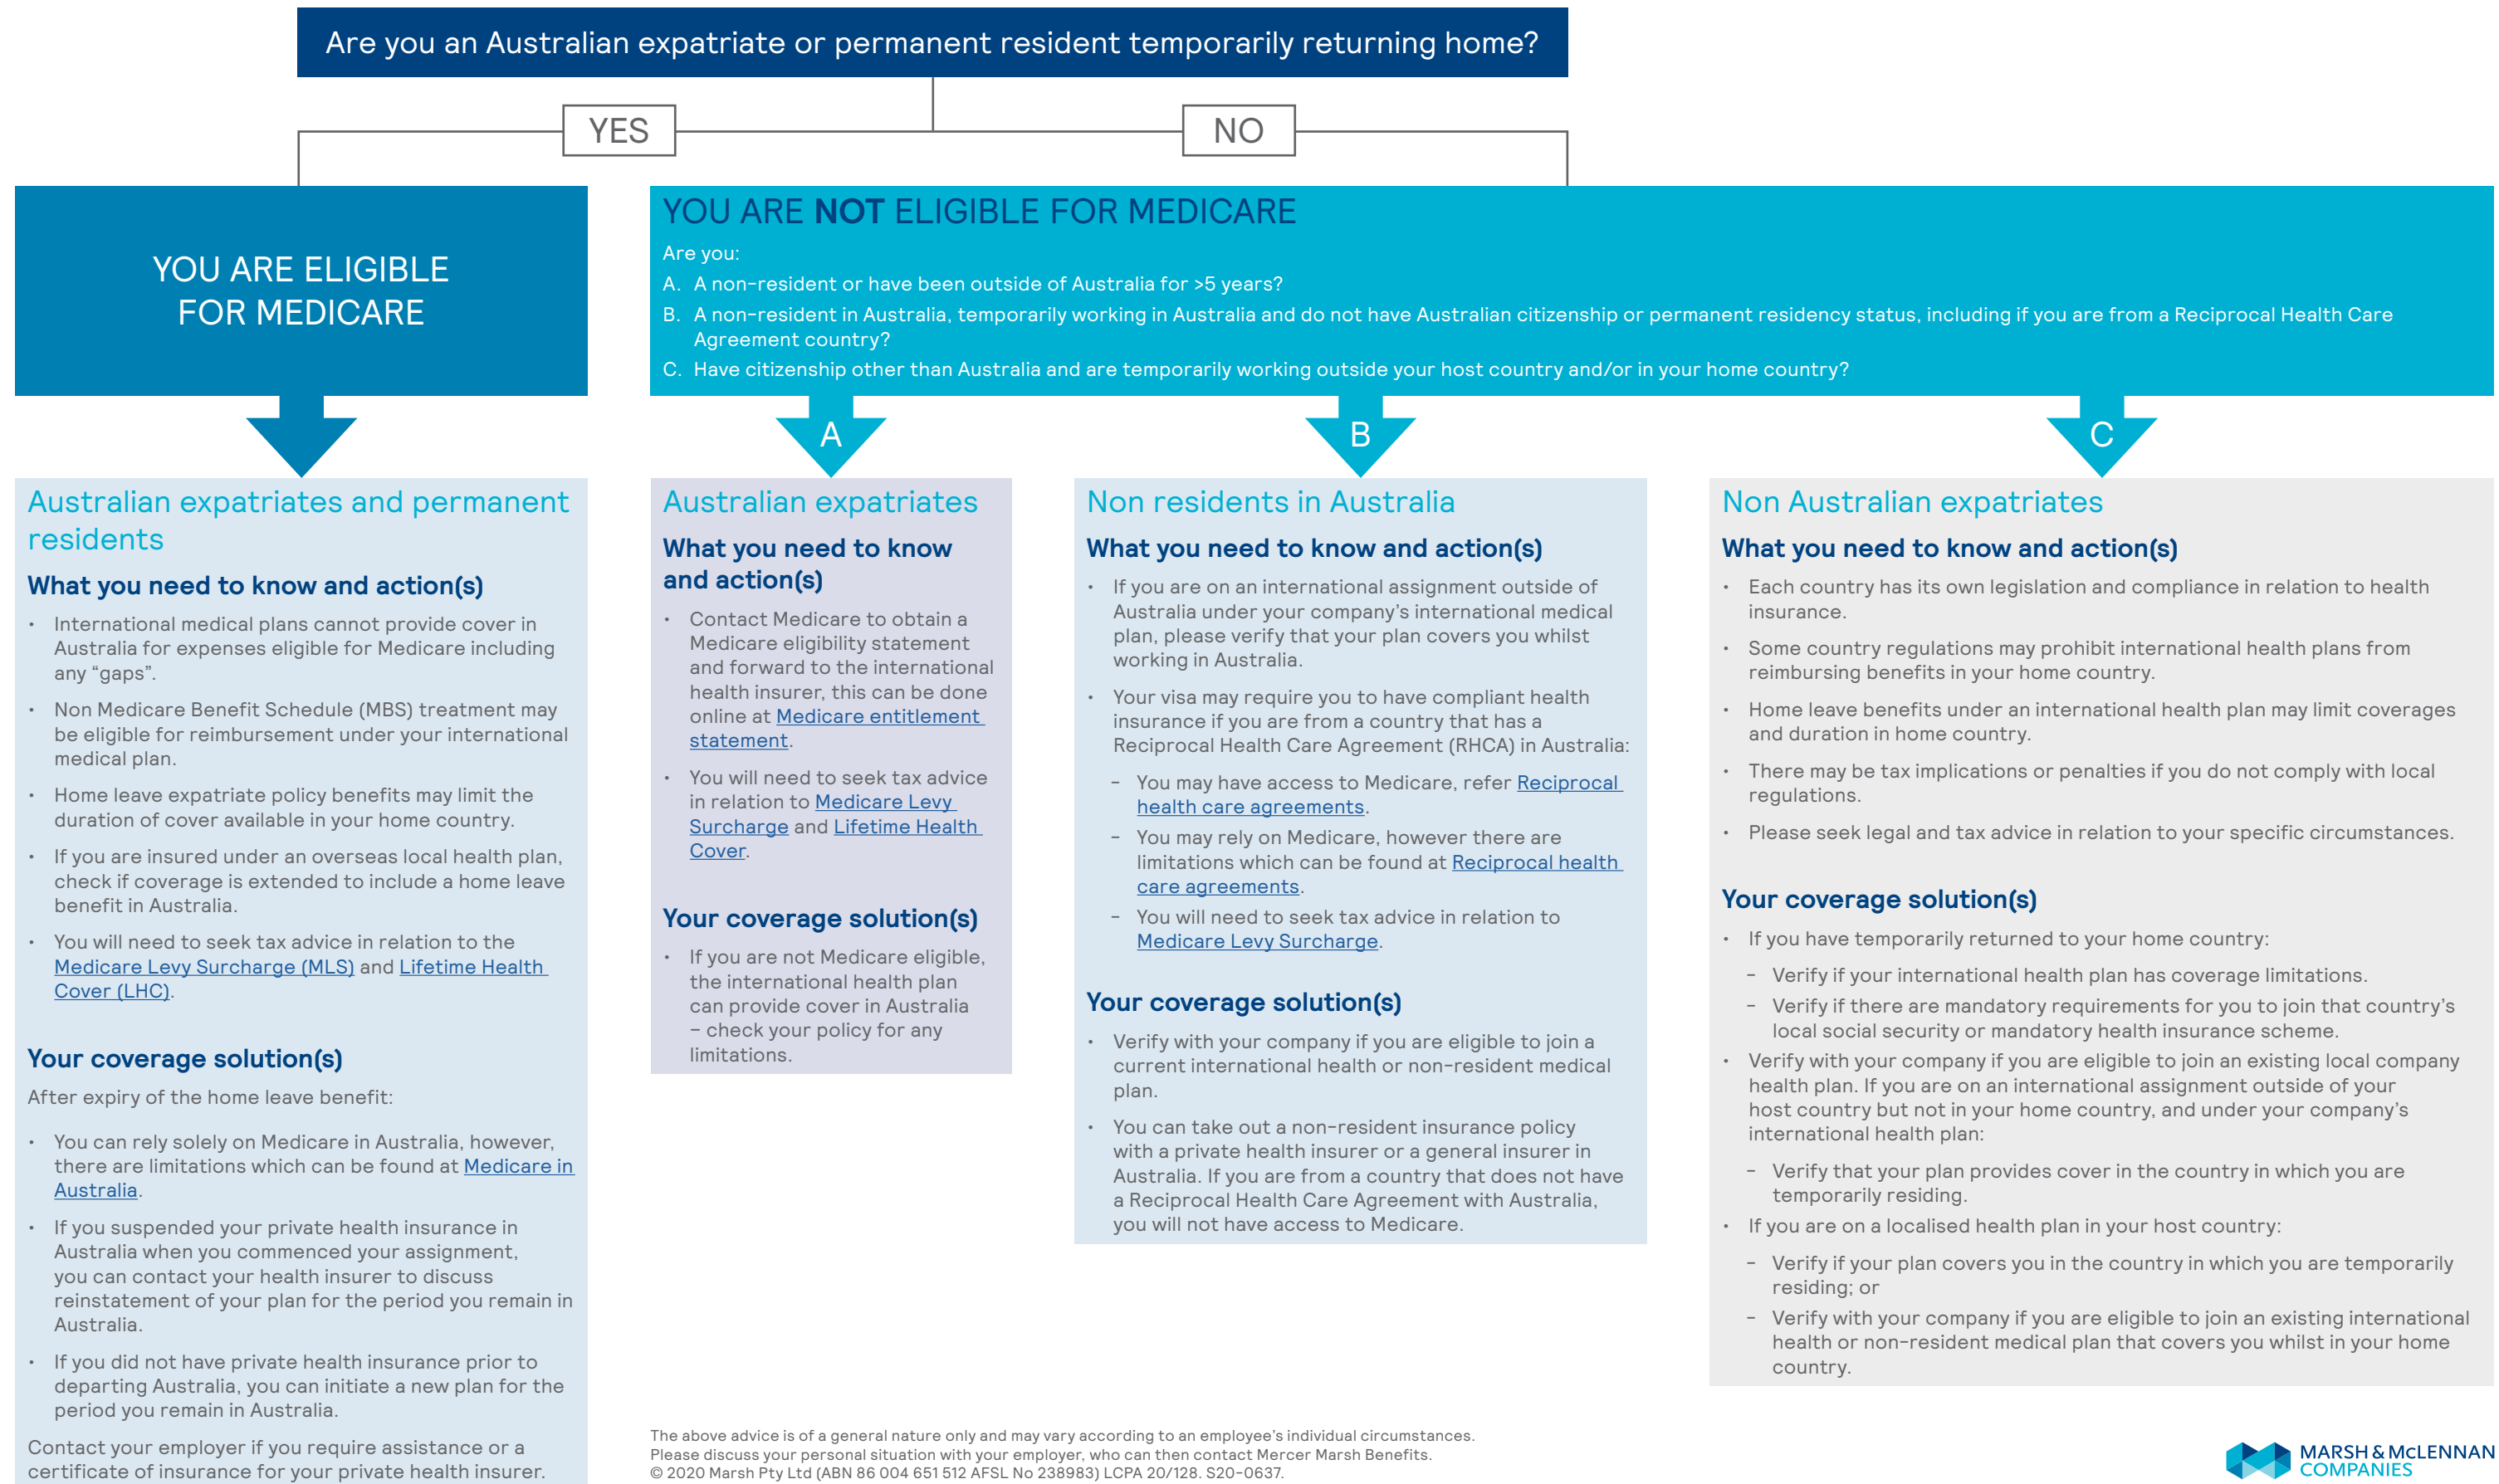 Are you an Australian expatriate or permanent resident temporarily returning home?
YES
NO
YOU ARE ELIGIBLE
FOR MEDICARE
YOU ARE NOT ELIGIBLE FOR MEDICARE
Are you:
A. A non-resident or have been outside of Australia for >5 years?
B. A non-resident in Australia, temporarily working in Australia and do not have Australian citizenship or permanent residency status, including if you are from a Reciprocal Health Care
Agreement country?
C. Have citizenship other than Australia and are temporarily working outside your host country and/or in your home country?
A
B
C
Australian expatriates and permanent
residents
What you need to know and action(s)
• International medical plans cannot provide cover in
Australia for expenses eligible for Medicare including
any “gaps”.
• Non Medicare Benefit Schedule (MBS) treatment may
be eligible for reimbursement under your international
medical plan.
• Home leave expatriate policy benefits may limit the
duration of cover available in your home country.
• If you are insured under an overseas local health plan,
check if coverage is extended to include a home leave
benefit in Australia.
• You will need to seek tax advice in relation to the
Medicare Levy Surcharge (MLS) and Lifetime Health
Cover (LHC).
Your coverage solution(s)
After expiry of the home leave benefit:
• You can rely solely on Medicare in Australia, however,
there are limitations which can be found at Medicare in
Australia.
• If you suspended your private health insurance in
Australia when you commenced your assignment,
you can contact your health insurer to discuss
reinstatement of your plan for the period you remain in
Australia.
• If you did not have private health insurance prior to
departing Australia, you can initiate a new plan for the
period you remain in Australia.
Contact your employer if you require assistance or a
certificate of insurance for your private health insurer.
Australian expatriates
What you need to know
and action(s)
• Contact Medicare to obtain a
Medicare eligibility statement
and forward to the international
health insurer, this can be done
online at Medicare entitlement
statement.
• You will need to seek tax advice
in relation to Medicare Levy
Surcharge and Lifetime Health
Cover.
Your coverage solution(s)
• If you are not Medicare eligible,
the international health plan
can provide cover in Australia
– check your policy for any
limitations.
Non residents in Australia
What you need to know and action(s)
• If you are on an international assignment outside of
Australia under your company’s international medical
plan, please verify that your plan covers you whilst
working in Australia.
• Your visa may require you to have compliant health
insurance if you are from a country that has a
Reciprocal Health Care Agreement (RHCA) in Australia:
– You may have access to Medicare, refer Reciprocal
health care agreements.
– You may rely on Medicare, however there are
limitations which can be found at Reciprocal health
care agreements.
– You will need to seek tax advice in relation to
Medicare Levy Surcharge.
Your coverage solution(s)
• Verify with your company if you are eligible to join a
current international health or non-resident medical
plan.
• You can take out a non-resident insurance policy
with a private health insurer or a general insurer in
Australia. If you are from a country that does not have
a Reciprocal Health Care Agreement with Australia,
you will not have access to Medicare.
Non Australian expatriates
What you need to know and action(s)
• Each country has its own legislation and compliance in relation to health
insurance.
• Some country regulations may prohibit international health plans from
reimbursing benefits in your home country.
• Home leave benefits under an international health plan may limit coverages
and duration in home country.
• There may be tax implications or penalties if you do not comply with local
regulations.
• Please seek legal and tax advice in relation to your specific circumstances.
Your coverage solution(s)
• If you have temporarily returned to your home country:
– Verify if your international health plan has coverage limitations.
– Verify if there are mandatory requirements for you to join that country’s
local social security or mandatory health insurance scheme.
• Verify with your company if you are eligible to join an existing local company
health plan. If you are on an international assignment outside of your
host country but not in your home country, and under your company’s
international health plan:
– Verify that your plan provides cover in the country in which you are
temporarily residing.
• If you are on a localised health plan in your host country:
– Verify if your plan covers you in the country in which you are temporarily
residing; or
– Verify with your company if you are eligible to join an existing international
health or non-resident medical plan that covers you whilst in your home
country.
The above advice is of a general nature only and may vary according to an employee’s individual circumstances.
Please discuss your personal situation with your employer, who can then contact Mercer Marsh Benefits.
© 2020 Marsh Pty Ltd (ABN 86 004 651 512 AFSL No 238983) LCPA 20/128. S20-0637.
MARSH & McLENNAN
COMPANIES